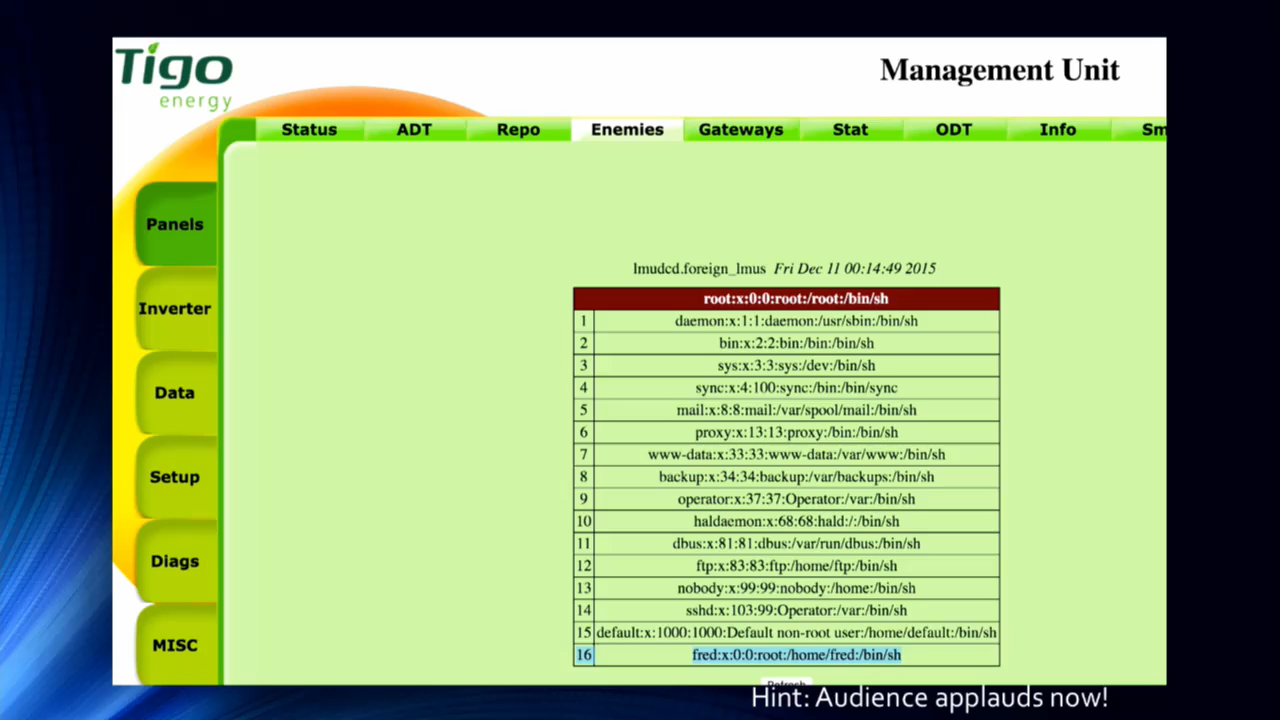 Tigo
energy
Management Unit
Status ADT Repo Enemies Gateways Stat ODT Info Sm
Panels
Inverter
Data
Setup
Diags
MISC
lmudcd.foreign_lmus Fri Dec 11 00:14:49 2015
root:x:0:0:root:/root:/bin/sh
1 daemon:x:1:1:daemon:/usr/sbin:/bin/sh
2 bin:x:2:2:bin:/bin:/bin/sh
3 sys:x:3:3:sys:/dev:/bin/sh
4 sync:x:4:100:sync:/bin:/bin/sync
5 mail:x:8:8:mail:/var/spool/mail:/bin/sh
6 proxy:x:13:13:proxy:/bin:/bin/sh
7 www-data:x:33:33:www-data:/var/www:/bin/sh
8 backup:x:34:34:backup:/var/backups:/bin/sh
9 operator:x:37:37:Operator:/var:/bin/sh
10 haldaemon:x:68:68:hald:/:/bin/sh
11 dbus:x:81:81:dbus:/var/run/dbus:/bin/sh
12 ftp:x:83:83:ftp:/home/ftp:/bin/sh
13 nobody:x:99:99:nobody:/home:/bin/sh
14 sshd:x:103:99:Operator:/var:/bin/sh
15 default:x:1000:1000:Default non-root user:/home/default:/bin/sh
16 fred:x:0:0:root:/home/fred:/bin/sh
Refresh
Hint: Audience applauds now!